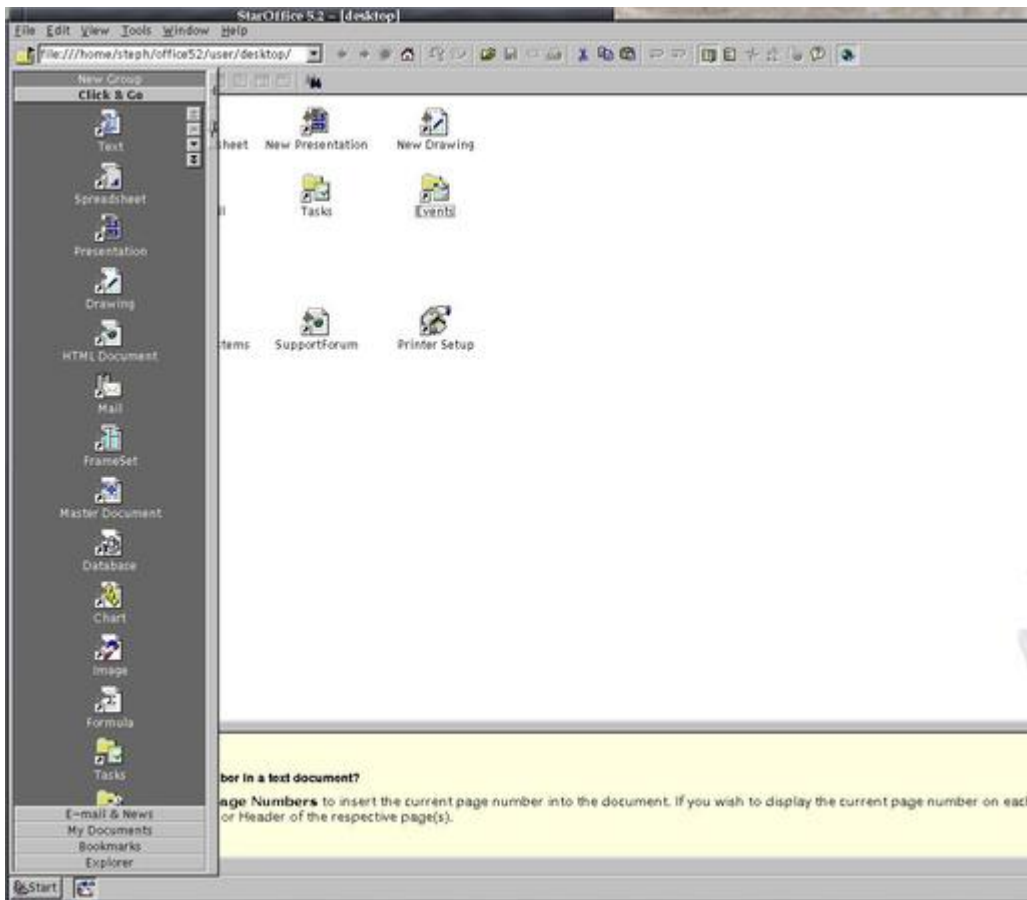 StarOffice 5.2 - [desktop]
File Edit View Tools Window Help
file:///home/steph/office52/user/desktop/
New Group
Click & Go
Text
Spreadsheet
Presentation
Drawing
HTML Document
Mail
FrameSet
Master Document
Database
Chart
Image
Formula
Tasks
E-mail & News
My Documents
Bookmarks
Explorer
heet New Presentation New Drawing
Tasks Events
tems SupportForum Printer Setup
ber in a text document?
age Numbers to insert the current page number into the document. If you wish to display the current page number on eac
or Header of the respective page(s).
Start